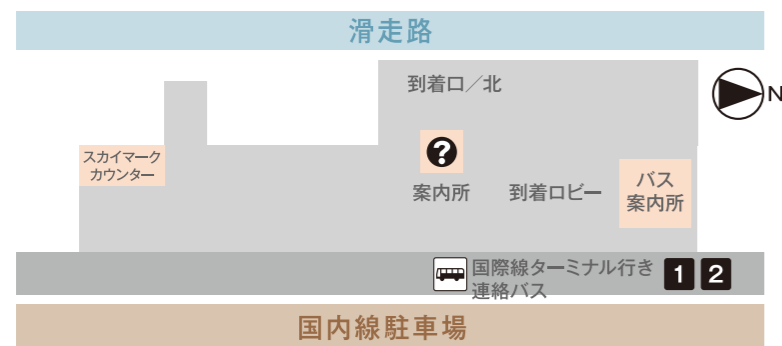 滑走路
到着口／北
N
スカイマーク
カウンター
?
案内所
到着ロビー
バス
案内所
国際線ターミナル行き
連絡バス
1 2
国内線駐車場